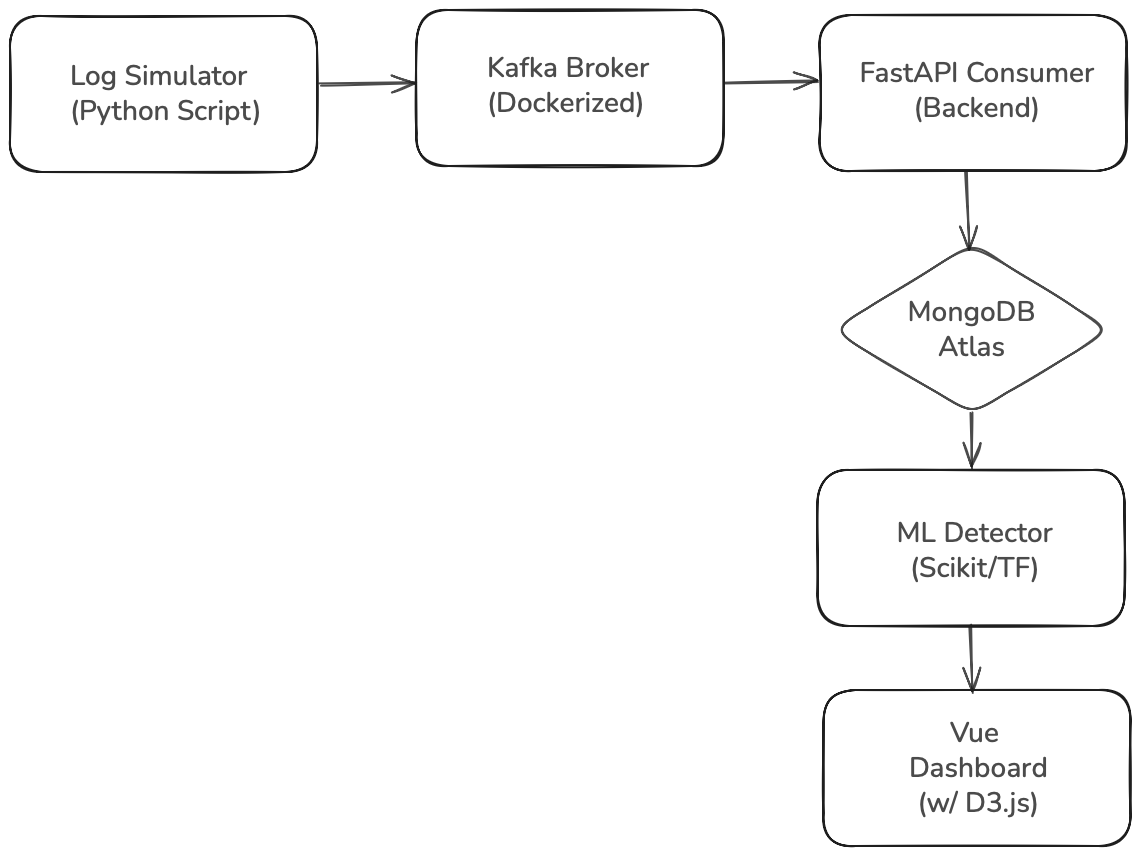 Log Simulator
(Python Script)
Kafka Broker
(Dockerized)
FastAPI Consumer
(Backend)
MongoDB
Atlas
ML Detector
(Scikit/TF)
Vue
Dashboard
(w/ D3.js)